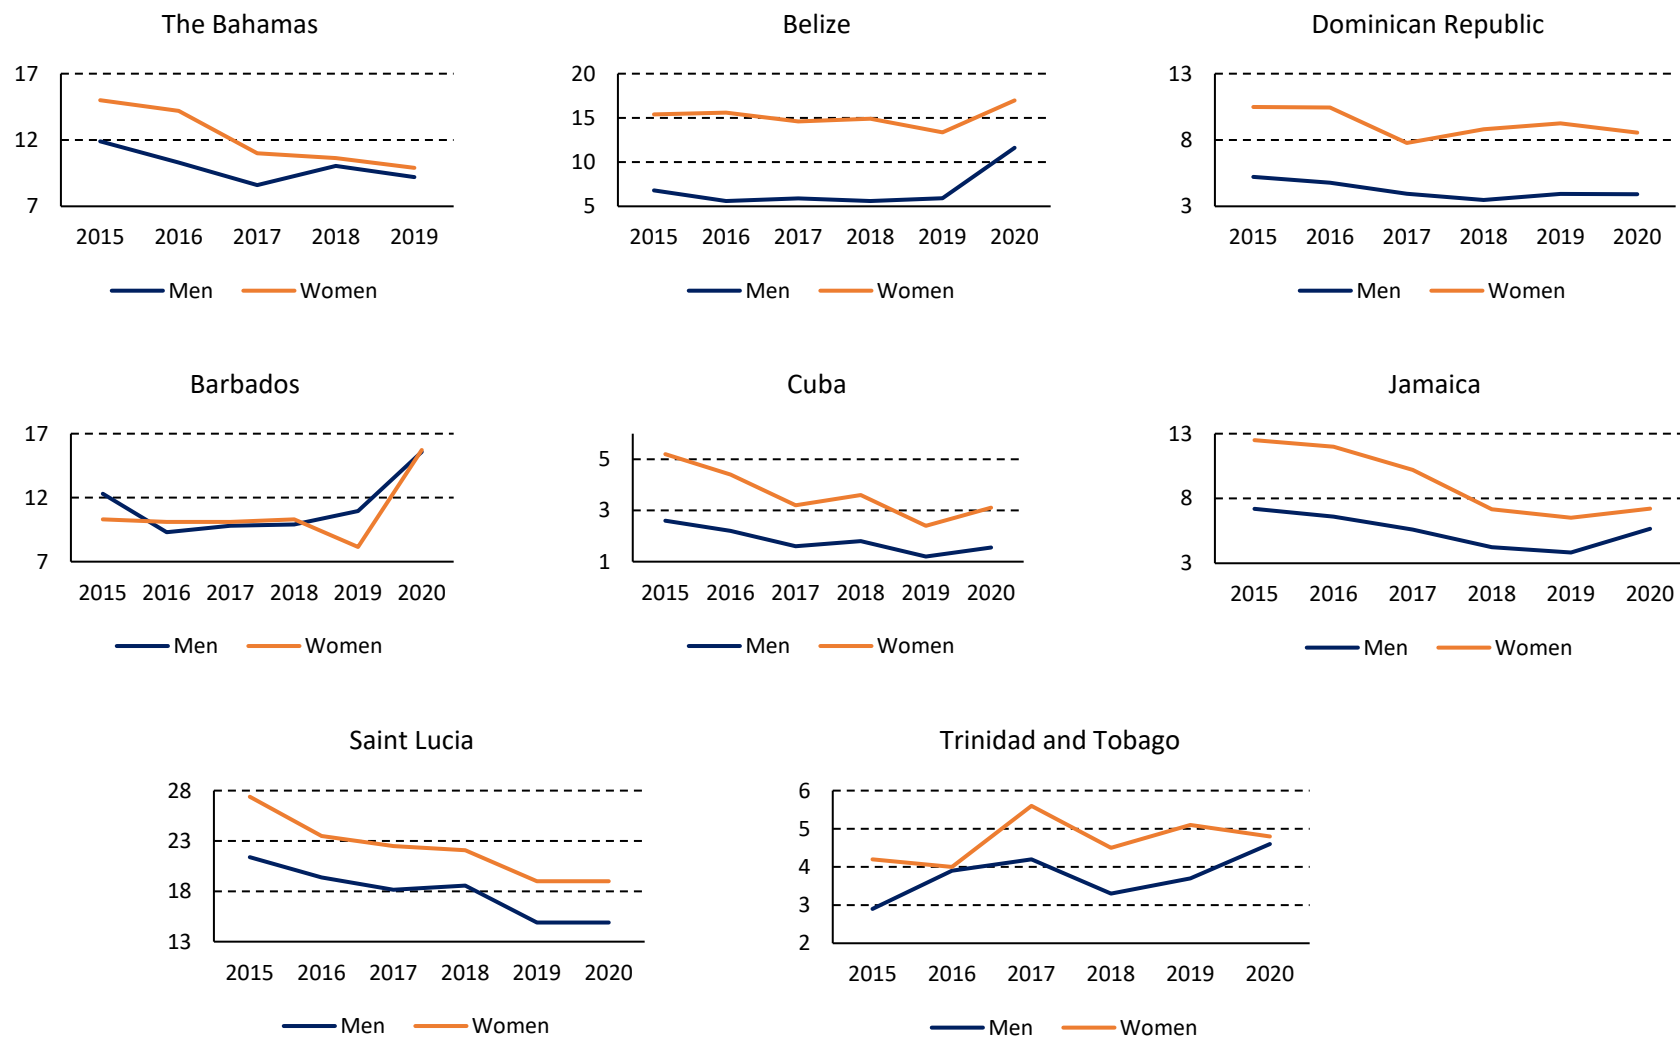 The Bahamas
17
12
7
2015 2016 2017 2018 2019
Men Women
Belize
20
15
10
5
2015 2016 2017 2018 2019 2020
Men Women
Dominican Republic
13
8
3
2015 2016 2017 2018 2019 2020
Men Women
Barbados
17
12
7
2015 2016 2017 2018 2019 2020
Men Women
Cuba
5
3
1
2015 2016 2017 2018 2019 2020
Men Women
Jamaica
13
8
3
2015 2016 2017 2018 2019 2020
Men Women
Saint Lucia
28
23
18
13
2015 2016 2017 2018 2019 2020
Men Women
Trinidad and Tobago
6
5
4
3
2
2015 2016 2017 2018 2019 2020
Men Women